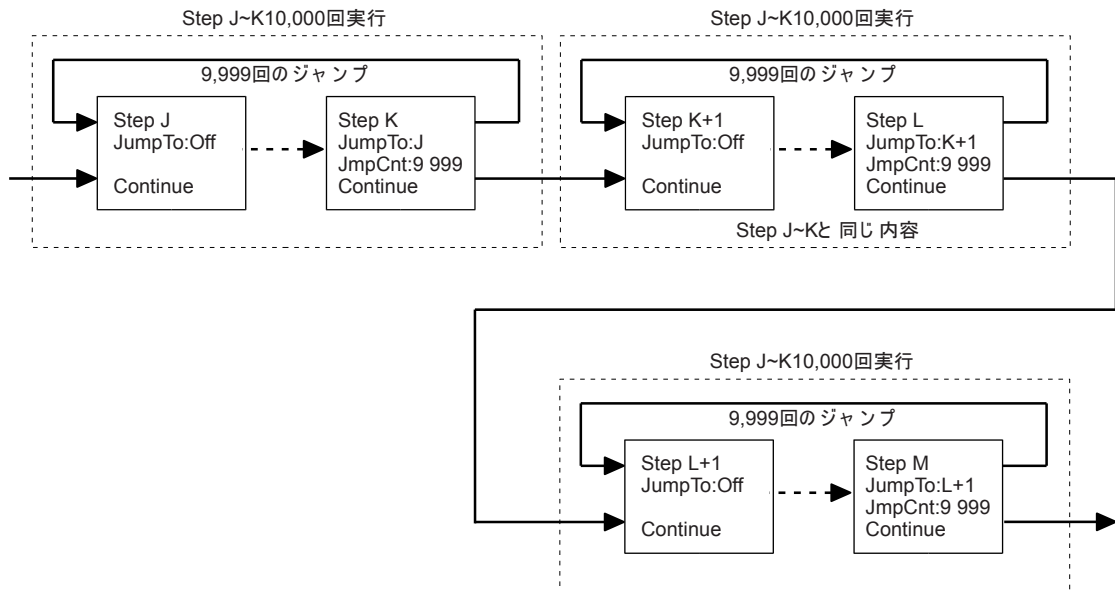 Step J~K10,000回実行
9,999回のジャンプ
Step J
JumpTo:Off
Continue
Step K
JumpTo:J
JmpCnt:9 999
Continue
Step J~K10,000回実行
9,999回のジャンプ
Step K+1
JumpTo:Off
Continue
Step L
JumpTo:K+1
JmpCnt:9 999
Continue
Step J~Kと同じ内容
Step J~K10,000回実行
9,999回のジャンプ
Step L+1
JumpTo:Off
Continue
Step M
JumpTo:L+1
JmpCnt:9 999
Continue